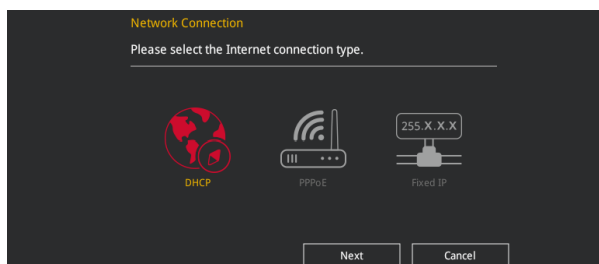 Network Connection
Please select the Internet connection type.
255.X.X.X
DHCP PPPoE Fixed IP
Next Cancel